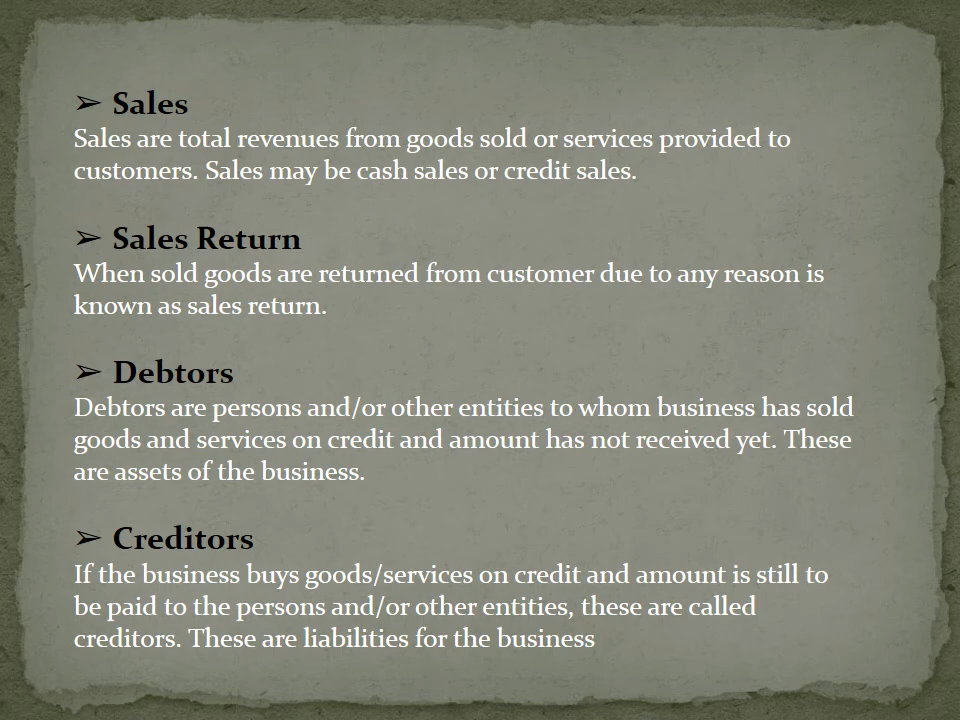 ➢ Sales
Sales are total revenues from goods sold or services provided to
customers. Sales may be cash sales or credit sales.
➢ Sales Return
When sold goods are returned from customer due to any reason is
known as sales return.
➢ Debtors
Debtors are persons and/or other entities to whom business has sold
goods and services on credit and amount has not received yet. These
are assets of the business.
➢ Creditors
If the business buys goods/services on credit and amount is still to
be paid to the persons and/or other entities, these are called
creditors. These are liabilities for the business